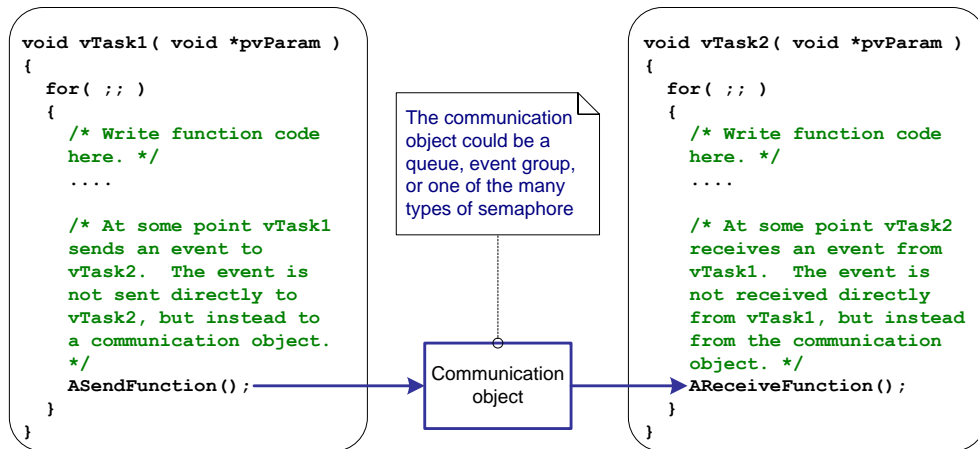 void vTask1( void *pvParam )
{
for( ;; )
{
/* Write function code
here. */
....
/* At some point vTask1
sends an event to
vTask2. The event is
not sent directly to
vTask2, but instead to
a communication object.
*/
ASendFunction();
}
}
The communication
object could be a
queue, event group,
or one of the many
types of semaphore
Communication
object
void vTask2( void *pvParam )
{
for( ;; )
{
/* Write function code
here. */
....
/* At some point vTask2
receives an event from
vTask1. The event is
not received directly
from vTask1, but instead
from the communication
object. */
AReceiveFunction();
}
}